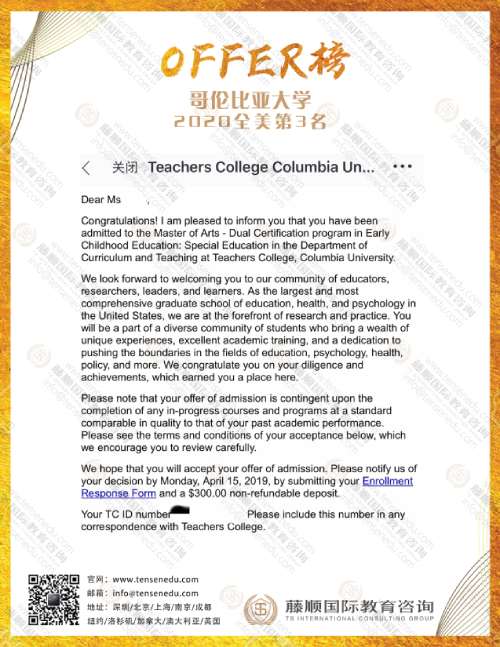 OFFER榜
哥伦比亚大学
2020全美第3名
关闭 Teachers College Columbia Un... •••
Dear Ms ,
Congratulations! I am pleased to inform you that you have been
admitted to the Master of Arts - Dual Certification program in Early
Childhood Education: Special Education in the Department of
Curriculum and Teaching at Teachers College, Columbia University.
We look forward to welcoming you to our community of educators,
researchers, leaders, and learners. As the largest and most
comprehensive graduate school of education, health, and psychology in
the United States, we are at the forefront of research and practice. You
will be a part of a diverse community of students who bring a wealth of
unique experiences, excellent academic training, and a dedication to
pushing the boundaries in the fields of education, psychology, health,
policy, and more. We congratulate you on your diligence and
achievements, which earned you a place here.
Please note that your offer of admission is contingent upon the
completion of any in-progress courses and programs at a standard
comparable in quality to that of your past academic performance.
Please see the terms and conditions of your acceptance below, which
we encourage you to review carefully.
We hope that you will accept your offer of admission. Please notify us of
your decision by Monday, April 15, 2019, by submitting your Enrollment
Response Form and a $300.00 non-refundable deposit.
Your TC ID number Please include this number in any
correspondence with Teachers College.
官网：www.tensenedu.com
邮箱：info@tensenedu.com
地址：深圳/北京/上海/南京/成都
纽约/洛杉矶/加拿大/澳大利亚/英国
藤顺国际教育咨询
TS INTERNATIONAL CONSULTING GROUP